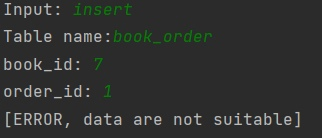 Input: insert
Table name:book_order
book_id: 7
order_id: 1
[ERROR, data are not suitable]